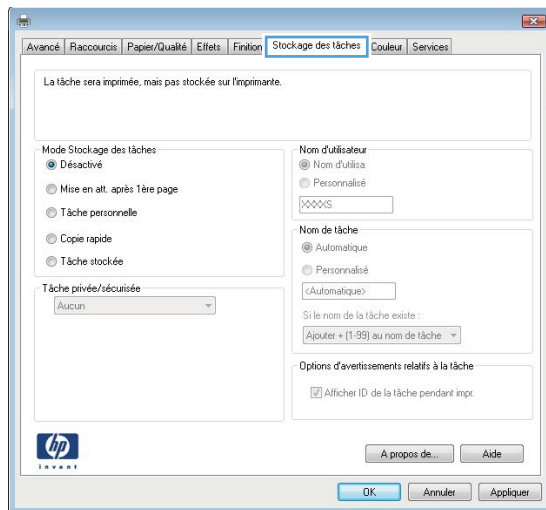 Avancé Raccourcis Papier/Qualité Effets Finition Stockage des tâches Couleur Services
La tâche sera imprimée, mais pas stockée sur l'imprimante.
Mode Stockage des tâches
Désactivé
Mise en att. après 1ère page
Tâche personnelle
Copie rapide
Tâche stockée
Tâche privée/sécurisée
Aucun
Nom d'utilisateur
Nom d'utilisa
Personnalisé
XXXXS
Nom de tâche
Automatique
Personnalisé
<Automatique>
Si le nom de la tâche existe :
Ajouter + (1-99) au nom de tâche
Options d'avertissements relatifs à la tâche
Afficher ID de la tâche pendant impr.
hp
invent
A propos de... Aide
OK Annuler Appliquer